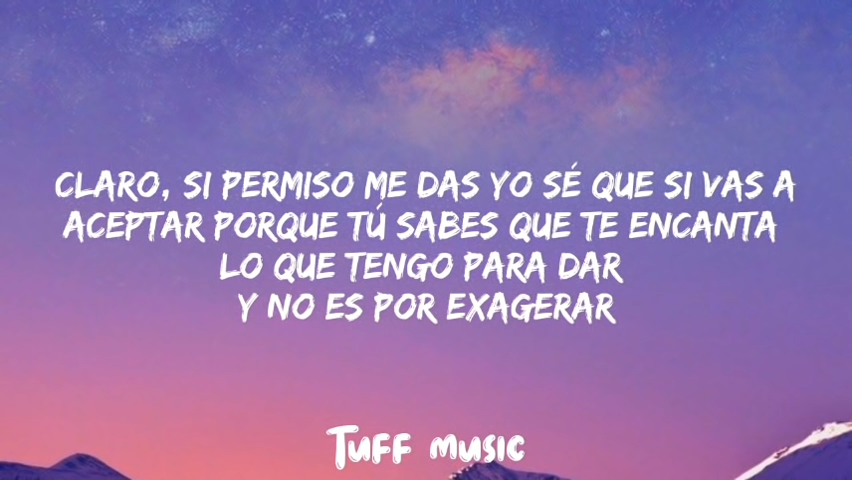 CLARO, SI PERMISO ME DAS YO SÉ QUE SI VAS A
ACEPTAR PORQUE TÚ SABES QUE TE ENCANTA
LO QUE TENGO PARA DAR
Y NO ES POR EXAGERAR
TUFF MUSIC